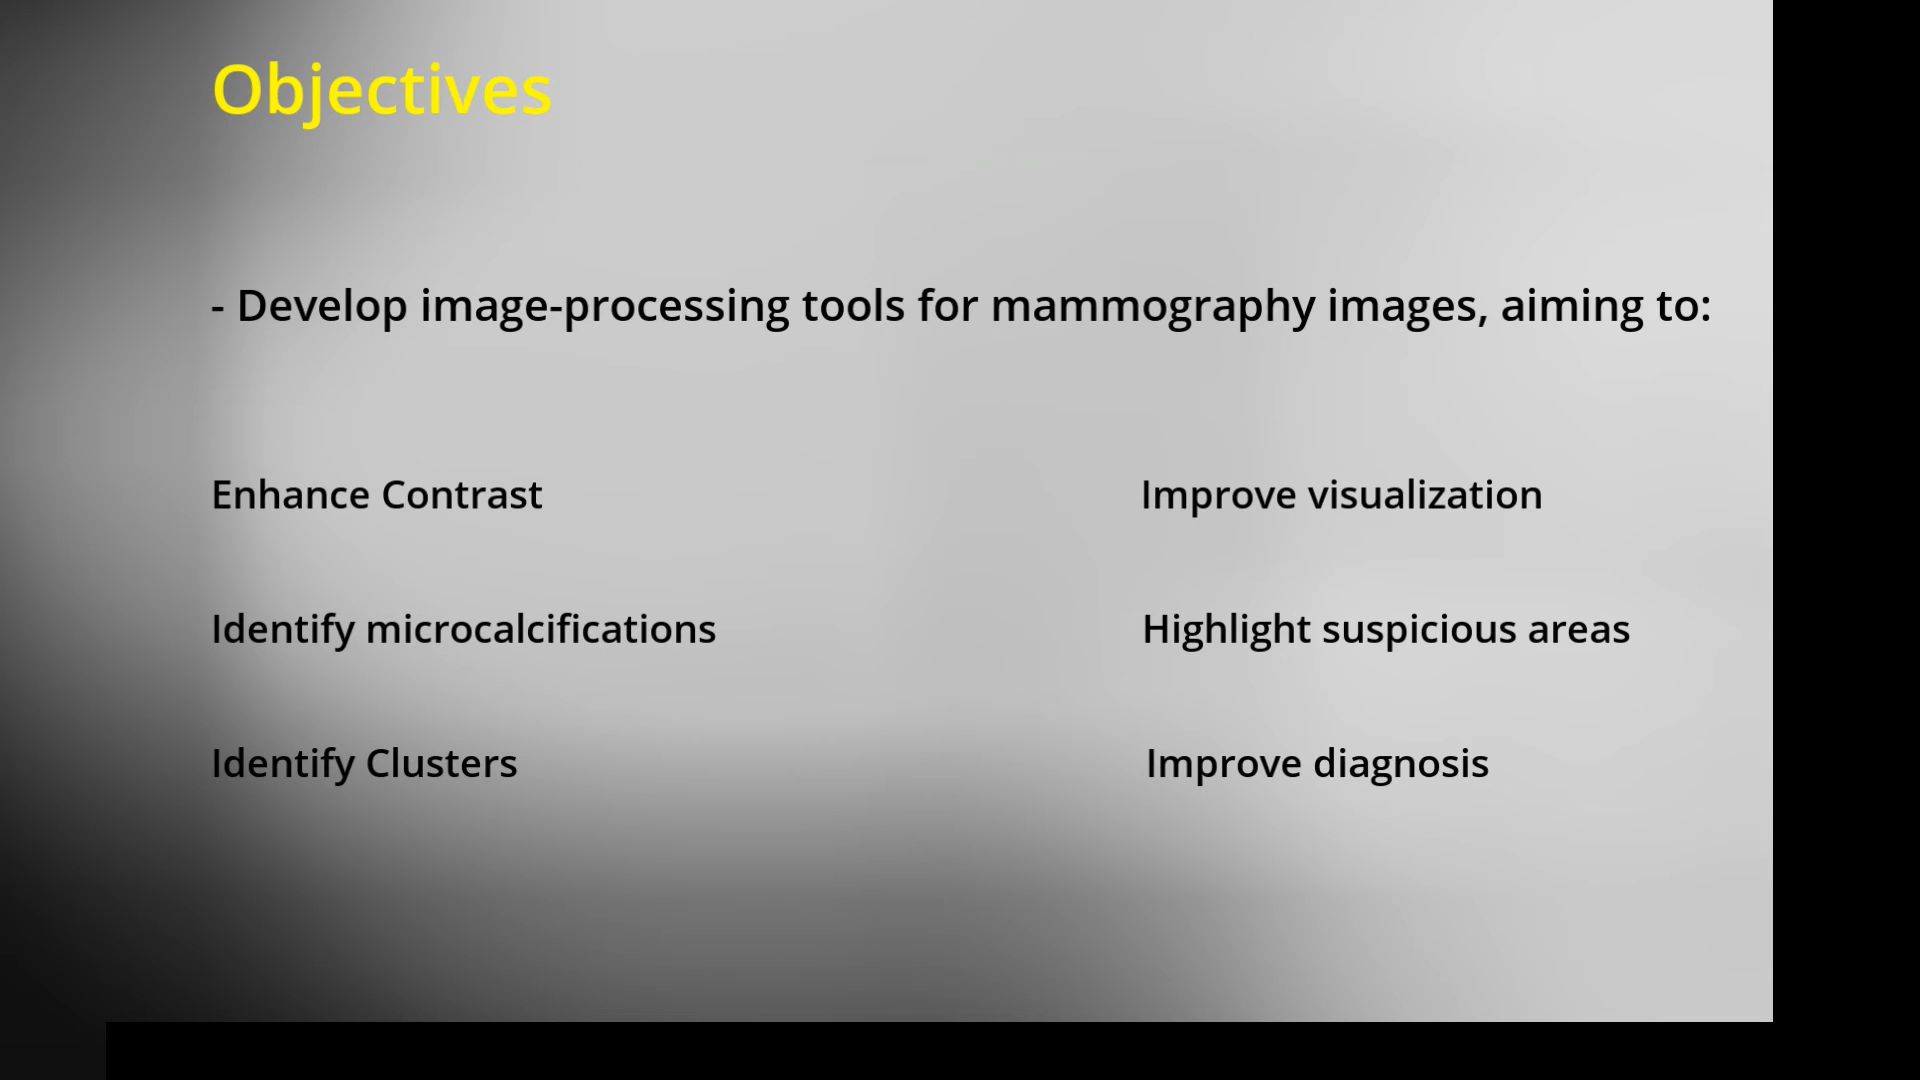 Objectives
- Develop image-processing tools for mammography images, aiming to:
Enhance Contrast
Improve visualization
Identify microcalcifications
Highlight suspicious areas
Identify Clusters
Improve diagnosis